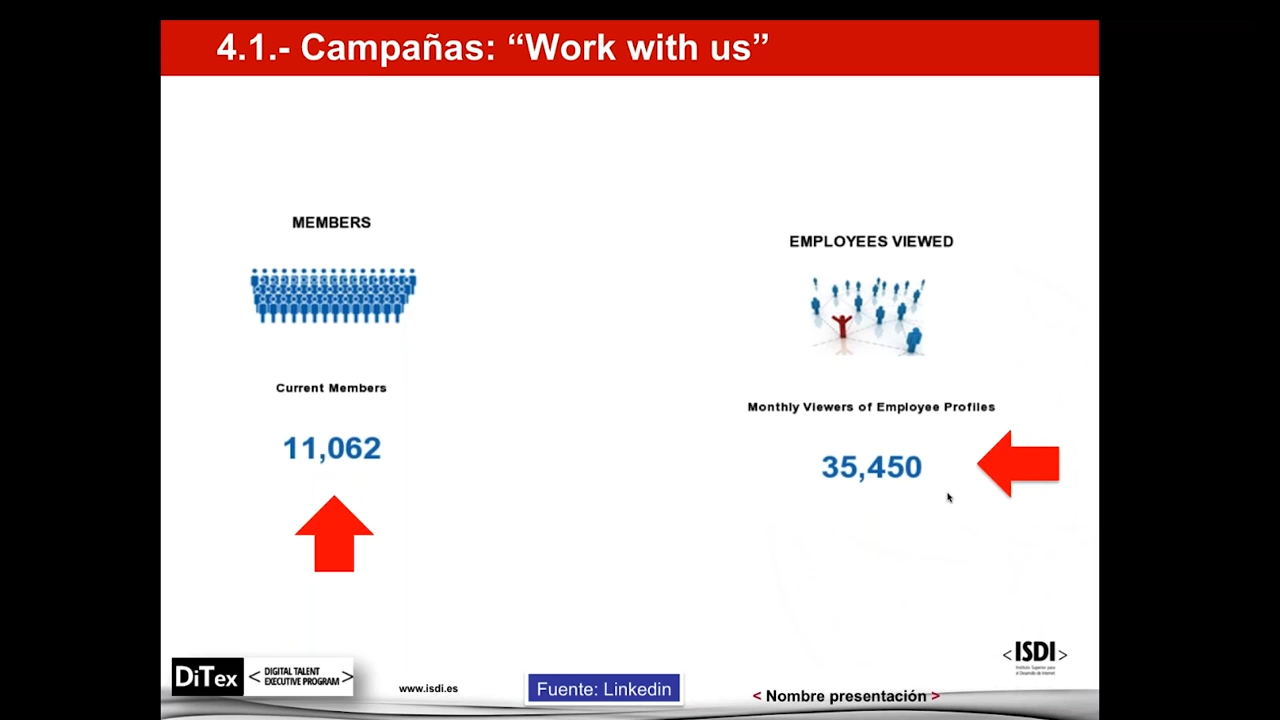 4.1.- Campañas: “Work with us”
MEMBERS
Current Members
11,062
EMPLOYEES VIEWED
Monthly Viewers of Employee Profiles
35,450
DiTex
< DIGITAL TALENT
EXECUTIVE PROGRAM >
www.isdi.es
Fuente: Linkedin
<ISDI>
Instituto Superior para
el Desarrollo de Internet
< Nombre presentación >